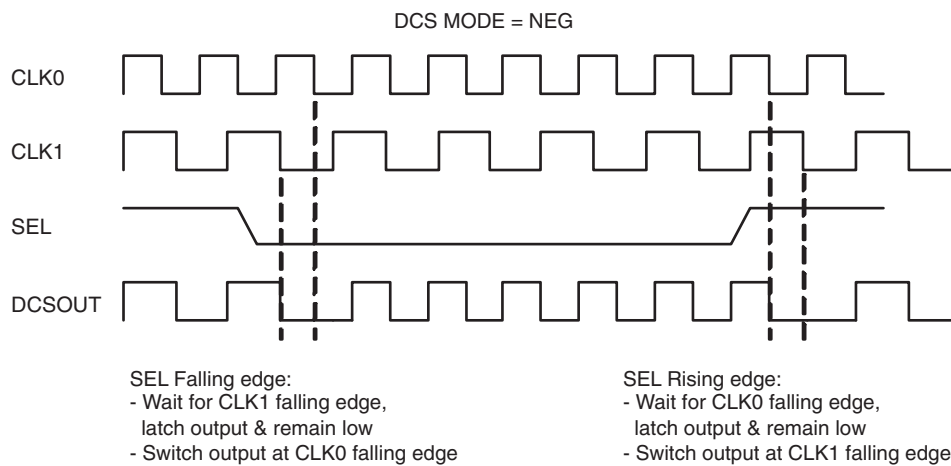 DCS MODE = NEG
CLK0
CLK1
SEL
DCSOUT
SEL Falling edge:
- Wait for CLK1 falling edge,
latch output & remain low
- Switch output at CLK0 falling edge
SEL Rising edge:
- Wait for CLK0 falling edge,
latch output & remain low
- Switch output at CLK1 falling edge